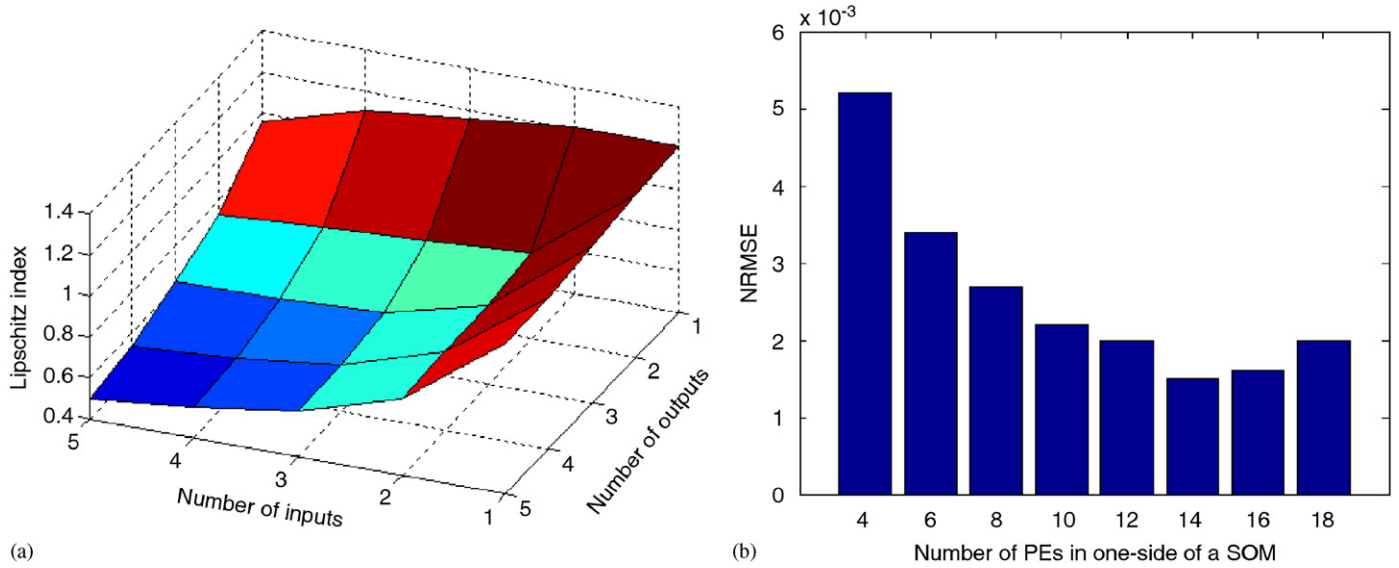 1.4
1.2
1
0.8
0.6
0.4
Lipschitz index
5
4
3
2
1
Number of inputs
1
2
3
4
5
Number of outputs
(a)
x 10-3
6
5
4
3
2
1
0
NRMSE
4 6 8 10 12 14 16 18
Number of PEs in one-side of a SOM
(b)